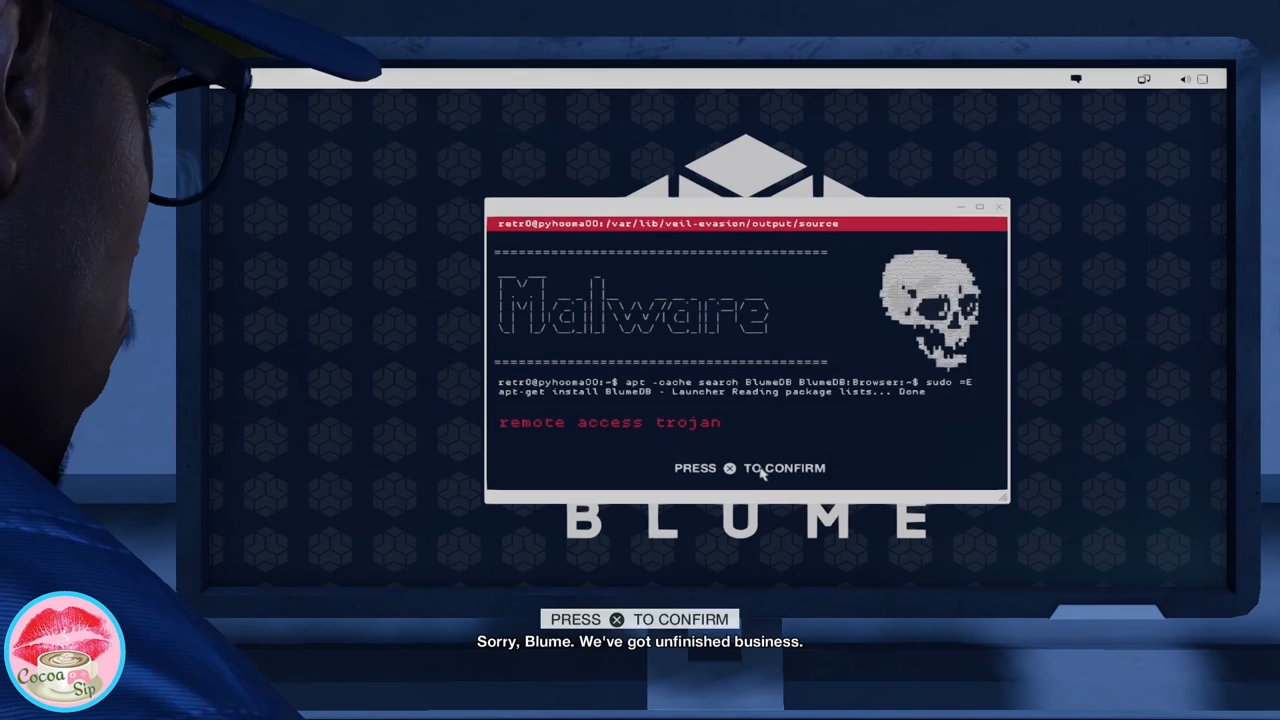 retr0@pyhooma00:/var/lib/veil-evasion/output/source
==========================================
Malware
==========================================
retr0@pyhooma00:~$ apt -cache search BlumeDB BlumeDB:Browser:~$ sudo =E
apt-get install BlumeDB - Launcher Reading package lists... Done
remote access trojan
PRESS ⊗ TO CONFIRM
BLUME
PRESS ⊗ TO CONFIRM
Sorry, Blume. We've got unfinished business.
Cocoa
Sip